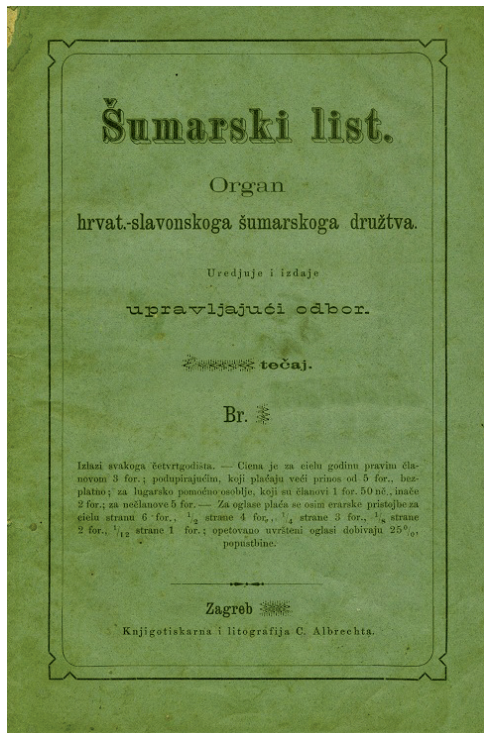 Šumarski list.
Organ
hrvat.-slavonskoga šumarskoga družtva.
Uredjuje i izdaje
upravljajući odbor.
tečaj.
Br.
Izlazi svakoga četvrtgodišta. — Ciena je za cielu godinu pravim čla-
novom 3 for.; podupirajućim, koji plaćaju veći prinos od 5 for., bez-
platno; za lugarsko pomoćno osoblje, koji su članovi 1 for. 50 nč., inače
2 for.; za nečlanove 5 for. — Za oglase plaća se osim erarske pristojbe za
cielu stranu 6 for., 1/2 strane 4 for., 1/4 strane 3 for., 1/8 strane
2 for., 1/12 strane 1 for.; opetovano uvršteni oglasi dobivaju 25%,
popustbine.
Zagreb
Knjigotiskarna i litografija C. Albrechta.